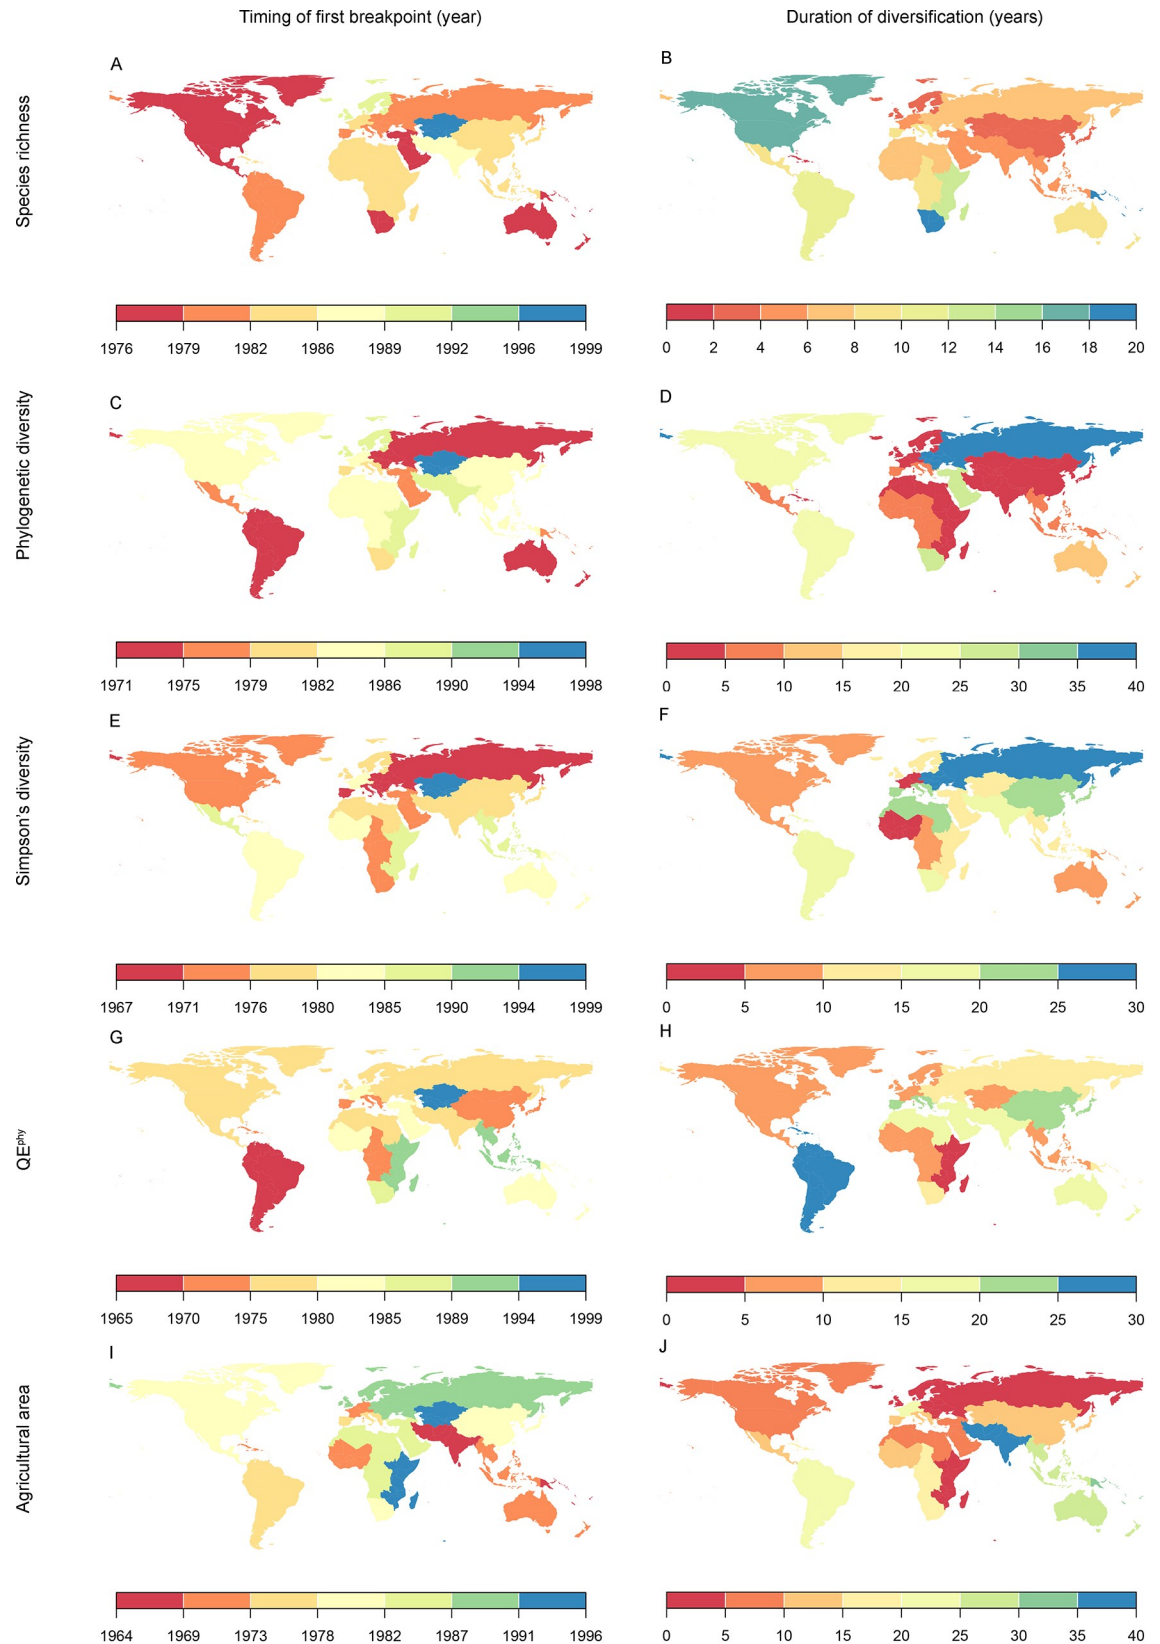 Timing of first breakpoint (year)
Duration of diversification (years)
Species richness
A
B
1976 1979 1982 1986 1989 1992 1996 1999
0 2 4 6 8 10 12 14 16 18 20
Phylogenetic diversity
C
D
1971 1975 1979 1982 1986 1990 1994 1998
0 5 10 15 20 25 30 35 40
Simpson's diversity
E
F
1967 1971 1976 1980 1985 1990 1994 1999
0 5 10 15 20 25 30
QEphy
G
H
1965 1970 1975 1980 1985 1989 1994 1999
0 5 10 15 20 25 30
Agricultural area
I
J
1964 1969 1973 1978 1982 1987 1991 1996
0 5 10 15 20 25 30 35 40